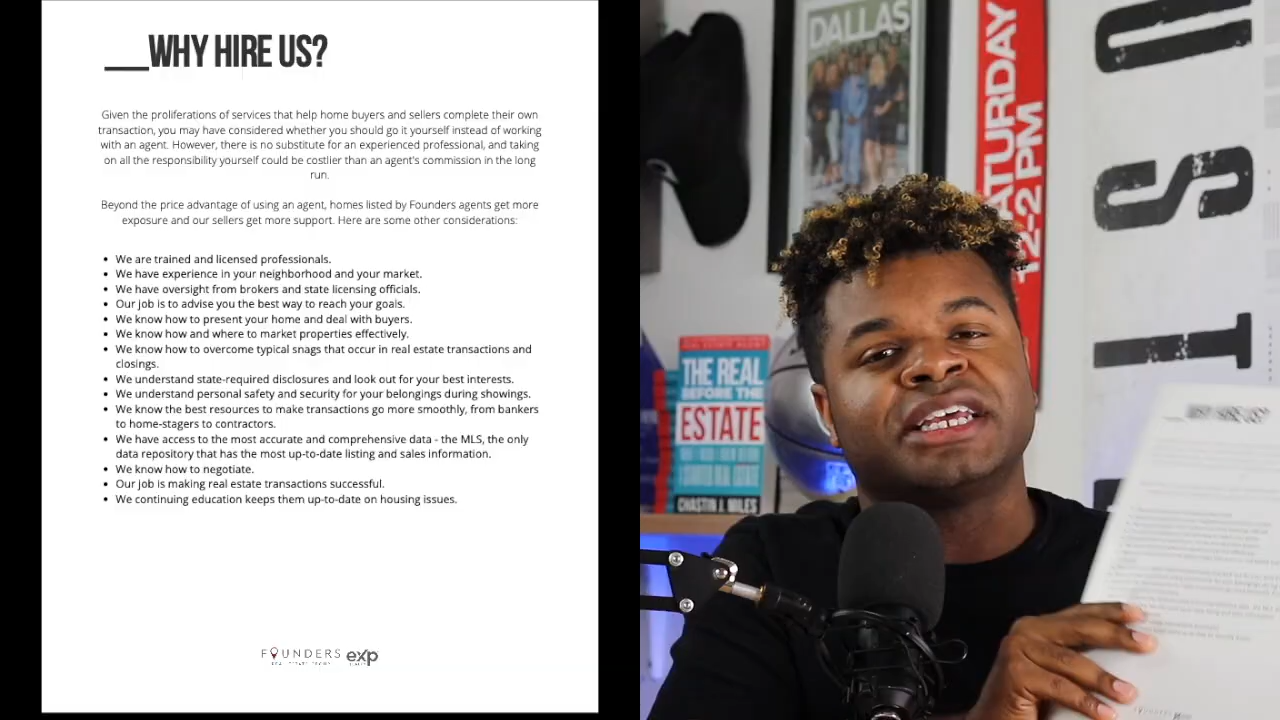 ___WHY HIRE US?
Given the proliferations of services that help home buyers and sellers complete their own
transaction, you may have considered whether you should go it yourself instead of working
with an agent. However, there is no substitute for an experienced professional, and taking
on all the responsibility yourself could be costlier than an agent's commission in the long
run.
Beyond the price advantage of using an agent, homes listed by Founders agents get more
exposure and our sellers get more support. Here are some other considerations:
• We are trained and licensed professionals.
• We have experience in your neighborhood and your market.
• We have oversight from brokers and state licensing officials.
• Our job is to advise you the best way to reach your goals.
• We know how to present your home and deal with buyers.
• We know how and where to market properties effectively.
• We know how to overcome typical snags that occur in real estate transactions and
closings.
• We understand state-required disclosures and look out for your best interests.
• We understand personal safety and security for your belongings during showings.
• We know the best resources to make transactions go more smoothly, from bankers
to home-stagers to contractors.
• We have access to the most accurate and comprehensive data - the MLS, the only
data repository that has the most up-to-date listing and sales information.
• We know how to negotiate.
• Our job is making real estate transactions successful.
• We continuing education keeps them up-to-date on housing issues.
FOUNDERS
exp
DALLAS
SATURDAY
12-2 PM
U
S
T
THE REAL
BEFORE THE
ESTATE
CHASTIN J. MILES
WHY HIRE US?